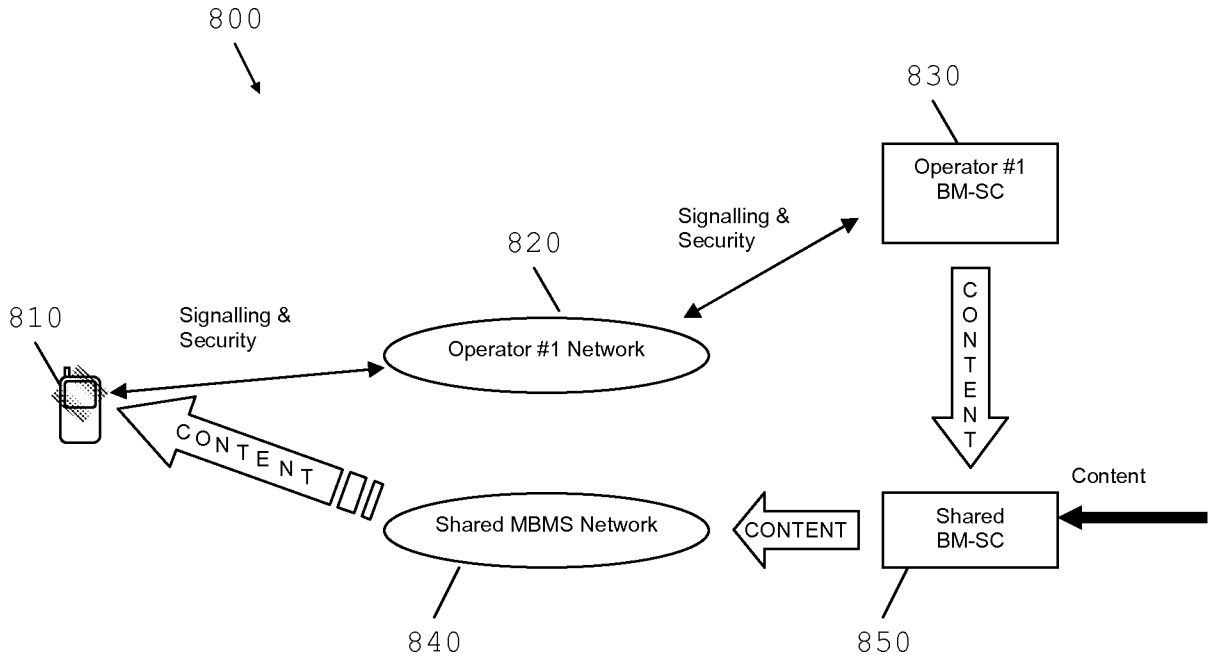 800
830
Operator #1
BM-SC
Signalling &
Security
820
CONTENT
810
Signalling &
Security
Operator #1 Network
CONTENT
Content
Shared MBMS Network
CONTENT
Shared
BM-SC
840
850